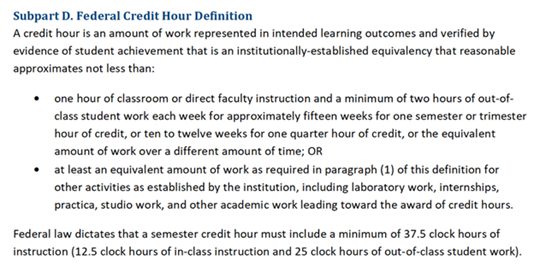 Subpart D. Federal Credit Hour Definition
A credit hour is an amount of work represented in intended learning outcomes and verified by
evidence of student achievement that is an institutionally-established equivalency that reasonable
approximates not less than:
• one hour of classroom or direct faculty instruction and a minimum of two hours of out-of-
class student work each week for approximately fifteen weeks for one semester or trimester
hour of credit, or ten to twelve weeks for one quarter hour of credit, or the equivalent
amount of work over a different amount of time; OR
• at least an equivalent amount of work as required in paragraph (1) of this definition for
other activities as established by the institution, including laboratory work, internships,
practica, studio work, and other academic work leading toward the award of credit hours.
Federal law dictates that a semester credit hour must include a minimum of 37.5 clock hours of
instruction (12.5 clock hours of in-class instruction and 25 clock hours of out-of-class student work).